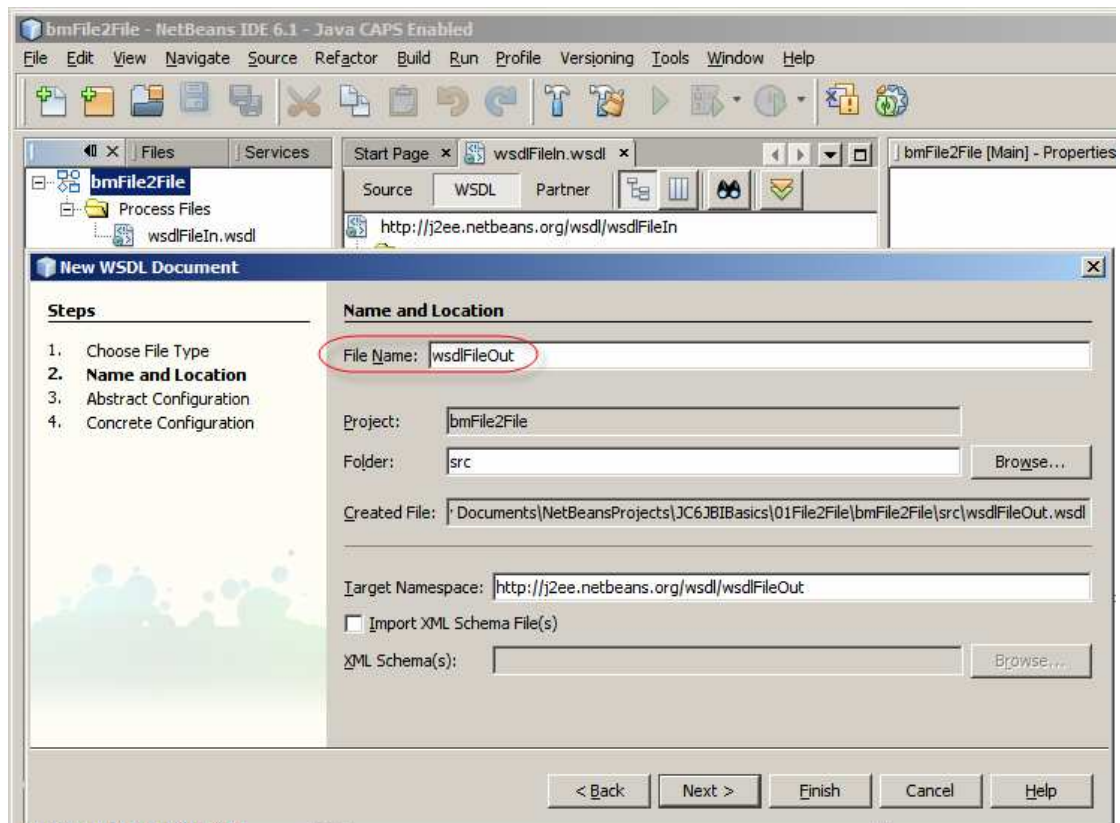 bmFile2File - NetBeans IDE 6.1 - Java CAPS Enabled
File Edit View Navigate Source Refactor Build Run Profile Versioning Tools Window Help
Files Services
Start Page wsdlFileIn.wsdl
bmFile2File [Main] - Properties
bmFile2File
Process Files
wsdlFileIn.wsdl
Source WSDL Partner
http://j2ee.netbeans.org/wsdl/wsdlFileIn
New WSDL Document
Steps
1. Choose File Type
2. Name and Location
3. Abstract Configuration
4. Concrete Configuration
Name and Location
File Name: wsdlFileOut
Project: bmFile2File
Folder: src Browse...
Created File: Documents\NetBeansProjects\JC6JBIBasics\01File2File\bmFile2File\src\wsdlFileOut.wsdl
Target Namespace: http://j2ee.netbeans.org/wsdl/wsdlFileOut
Import XML Schema File(s)
XML Schema(s): Browse...
< Back Next > Finish Cancel Help